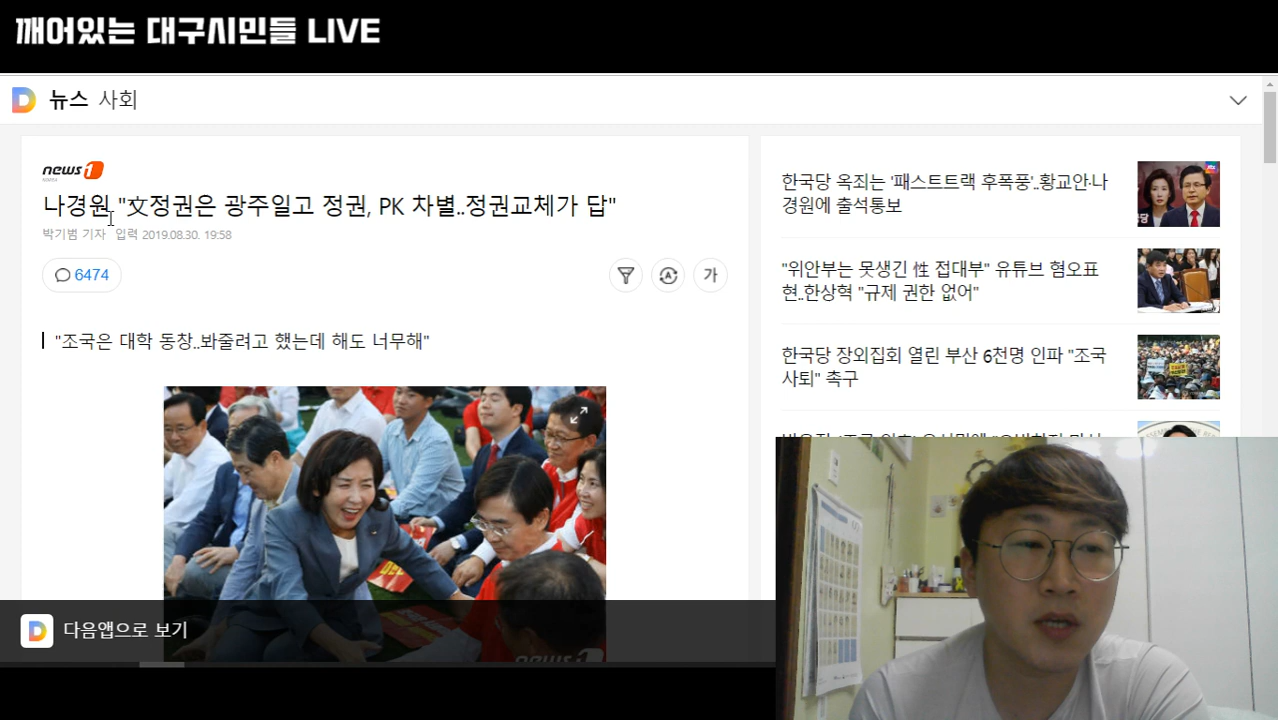 깨어있는 대구시민들 LIVE
뉴스 사회
news1
나경원 "文정권은 광주일고 정권, PK 차별..정권교체가 답"
박기범 기자 입력 2019.08.30. 19:58
6474
가
"조국은 대학 동창..봐줄려고 했는데 해도 너무해"
news1
다음앱으로 보기
한국당 옥죄는 '패스트트랙 후폭풍'..황교안·나
경원에 출석통보
"위안부는 못생긴 性 접대부" 유튜브 혐오표
현..한상혁 "규제 권한 없어"
한국당 장외집회 열린 부산 6천명 인파 "조국
사퇴" 촉구